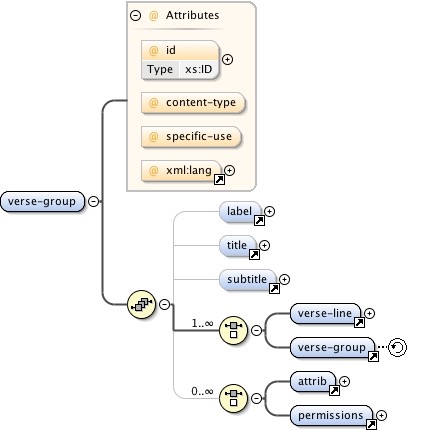 @ Attributes
@ id
Type xs:ID
@ content-type
@ specific-use
@ xml:lang
verse-group
label
title
subtitle
1..∞
verse-line
verse-group
0..∞
attrib
permissions